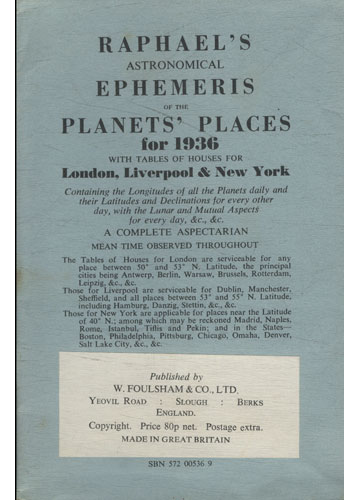 RAPHAEL'S
ASTRONOMICAL
EPHEMERIS
OF THE
PLANETS' PLACES
for 1936
WITH TABLES OF HOUSES FOR
London, Liverpool & New York
Containing the Longitudes of all the Planets daily and
their Latitudes and Declinations for every other
day, with the Lunar and Mutual Aspects
for every day, &c., &c.
A COMPLETE ASPECTARIAN
MEAN TIME OBSERVED THROUGHOUT
The Tables of Houses for London are serviceable for any
place between 50° and 53° N. Latitude, the principal
cities being Antwerp, Berlin, Warsaw, Brussels, Rotterdam,
Leipzig, &c., &c.
Those for Liverpool are serviceable for Dublin, Manchester,
Sheffield, and all places between 53° and 55° N. Latitude,
including Hamburg, Danzig, Stettin, &c., &c.
Those for New York are applicable for places near the Latitude
of 40° N.; among which may be reckoned Madrid, Naples,
Rome, Istanbul, Tiflis and Pekin; and in the States—
Boston, Philadelphia, Pittsburg, Chicago, Omaha, Denver,
Salt Lake City, &c., &c.
Published by
W. FOULSHAM & CO., LTD.
YEOVIL ROAD : SLOUGH : BERKS
ENGLAND.
Copyright. Price 80p net. Postage extra.
MADE IN GREAT BRITAIN
SBN 572 00536 9